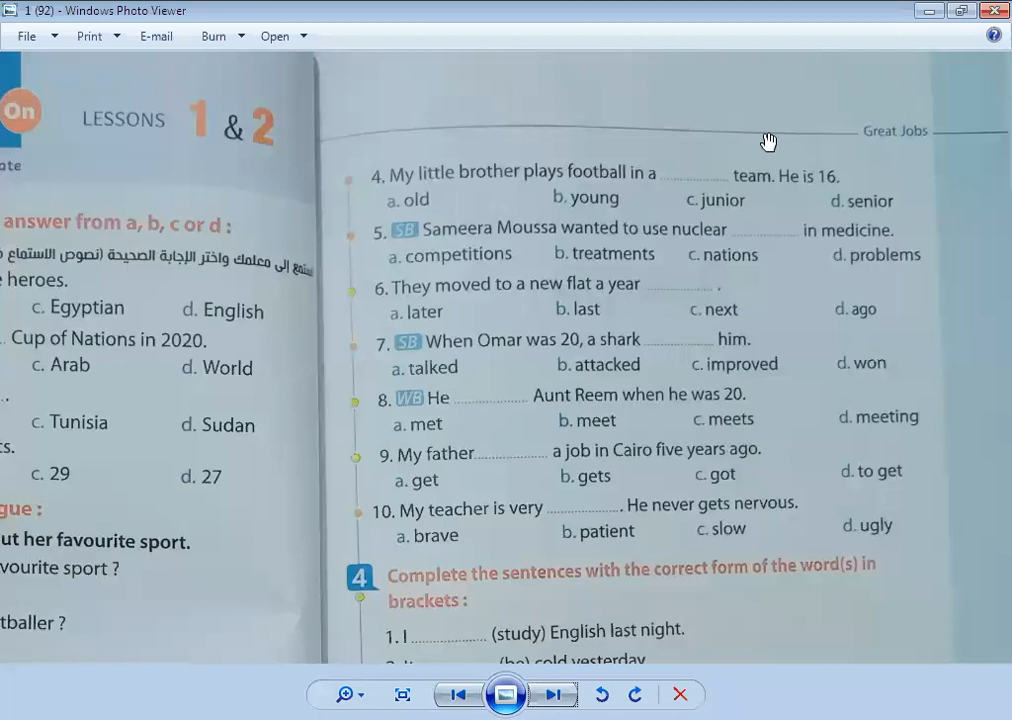 1 (92) - Windows Photo Viewer
File Print E-mail Burn Open
On
LESSONS 1 & 2
ate
answer from a, b, c or d :
استمع إلى معلمك واختر الإجابة الصحيحة (نصوص الاستماع
e heroes.
c. Egyptian d. English
.. Cup of Nations in 2020.
c. Arab d. World
c. Tunisia d. Sudan
ts.
c. 29 d. 27
gue :
ut her favourite sport.
vourite sport ?
tballer ?
Great Jobs
4. My little brother plays football in a .............. team. He is 16.
a. old b. young c. junior d. senior
5. SB Sameera Moussa wanted to use nuclear .............. in medicine.
a. competitions b. treatments c. nations d. problems
6. They moved to a new flat a year .............. .
a. later b. last c. next d. ago
7. SB When Omar was 20, a shark .............. him.
a. talked b. attacked c. improved d. won
8. WB He .............. Aunt Reem when he was 20.
a. met b. meet c. meets d. meeting
9. My father .............. a job in Cairo five years ago.
a. get b. gets c. got d. to get
10. My teacher is very .............. . He never gets nervous.
a. brave b. patient c. slow d. ugly
4 Complete the sentences with the correct form of the word(s) in
brackets :
1. I .............. (study) English last night.
(be) cold yesterday